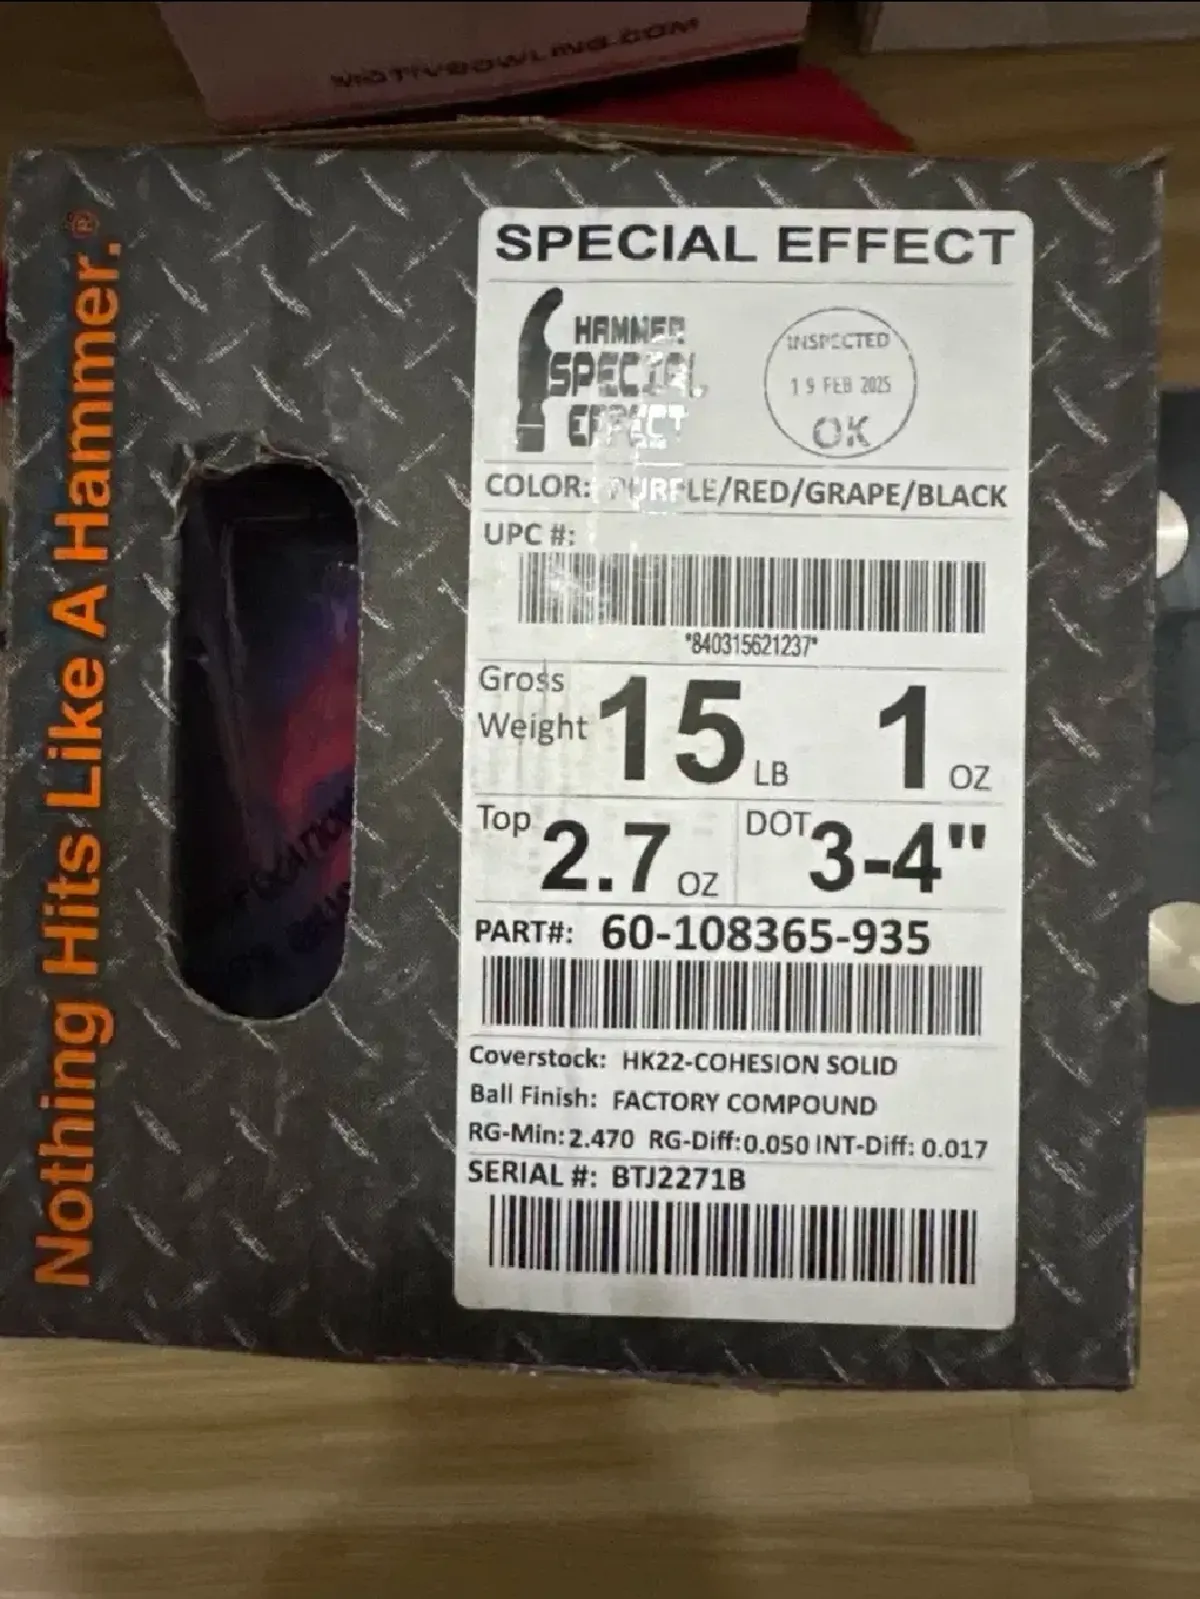 MOTIVBOWLING.COM
Nothing Hits Like A Hammer.®
SPECIAL EFFECT
HAMMER
SPECIAL
EFFECT
INSPECTED
19 FEB 2025
OK
COLOR: PURPLE/RED/GRAPE/BLACK
UPC #:
*840315621237*
Gross Weight 15 LB 1 OZ
Top 2.7 OZ DOT 3-4"
PART#: 60-108365-935
Coverstock: HK22-COHESION SOLID
Ball Finish: FACTORY COMPOUND
RG-Min: 2.470 RG-Diff: 0.050 INT-Diff: 0.017
SERIAL #: BTJ2271B